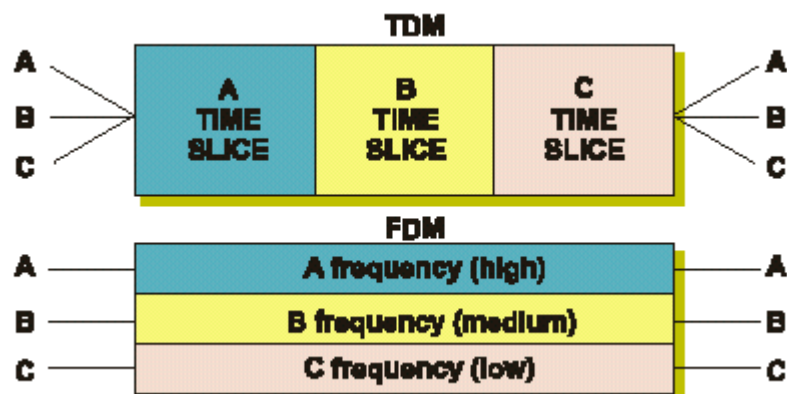 TDM
A
B
C
A
TIME
SLICE
B
TIME
SLICE
C
TIME
SLICE
A
B
C
FDM
A
A frequency (high)
A
B
B frequency (medium)
B
C
C frequency (low)
C